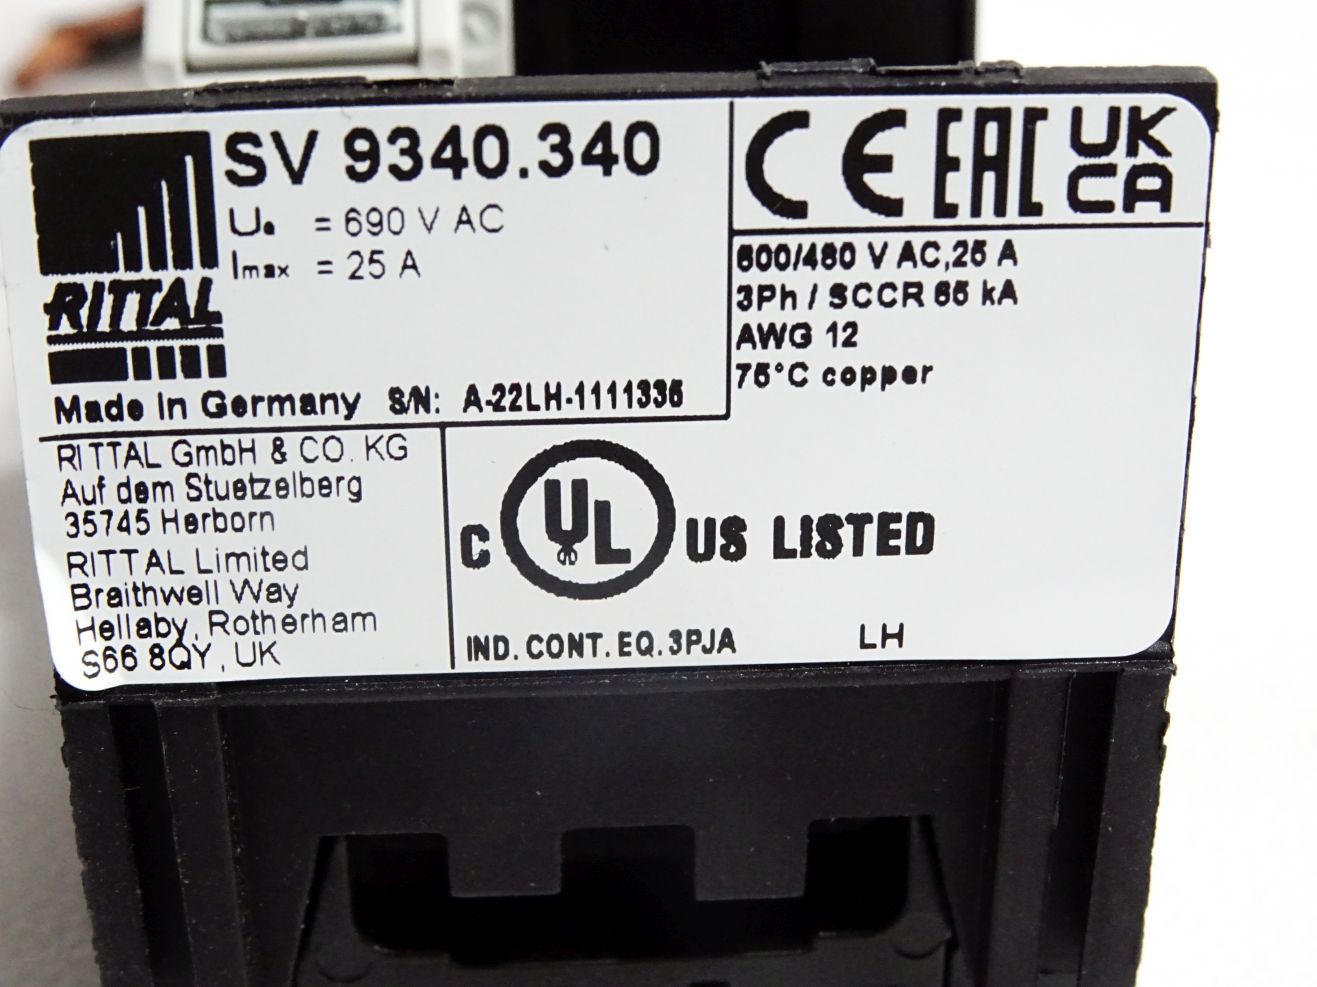 SV 9340.340
Ue = 690 V AC
Imax = 25 A
RITTAL
Made in Germany S/N: A-22LH-1111336
CE EAC UK
CA
600/480 V AC,25 A
3Ph / SCCR 65 kA
AWG 12
75°C copper
RITTAL GmbH & CO. KG
Auf dem Stuetzelberg
35745 Herborn
RITTAL Limited
Braithwell Way
Hellaby, Rotherham
S66 8QY, UK
C UL US LISTED
IND. CONT. EQ. 3PJA LH